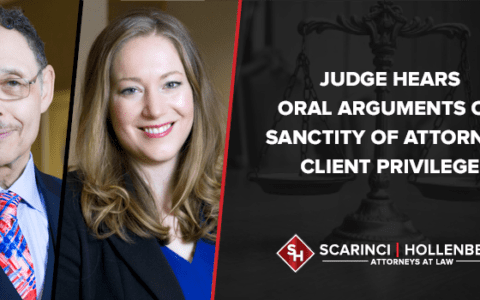 JUDGE HEARS
ORAL ARGUMENTS O
SANCTITY OF ATTORN
CLIENT PRIVILEGE
SH
SCARINCI | HOLLENBE
ATTORNEYS AT LAW